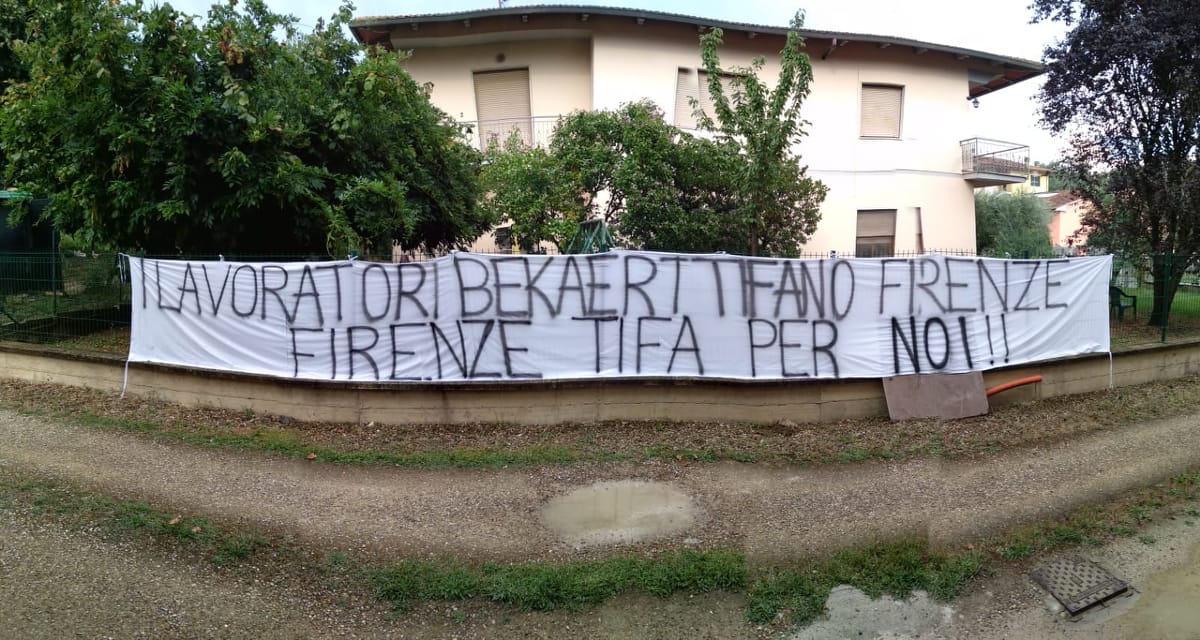 I LAVORATORI BEKAERT TIFANO FIRENZE
FIRENZE TIFA PER NOI!!